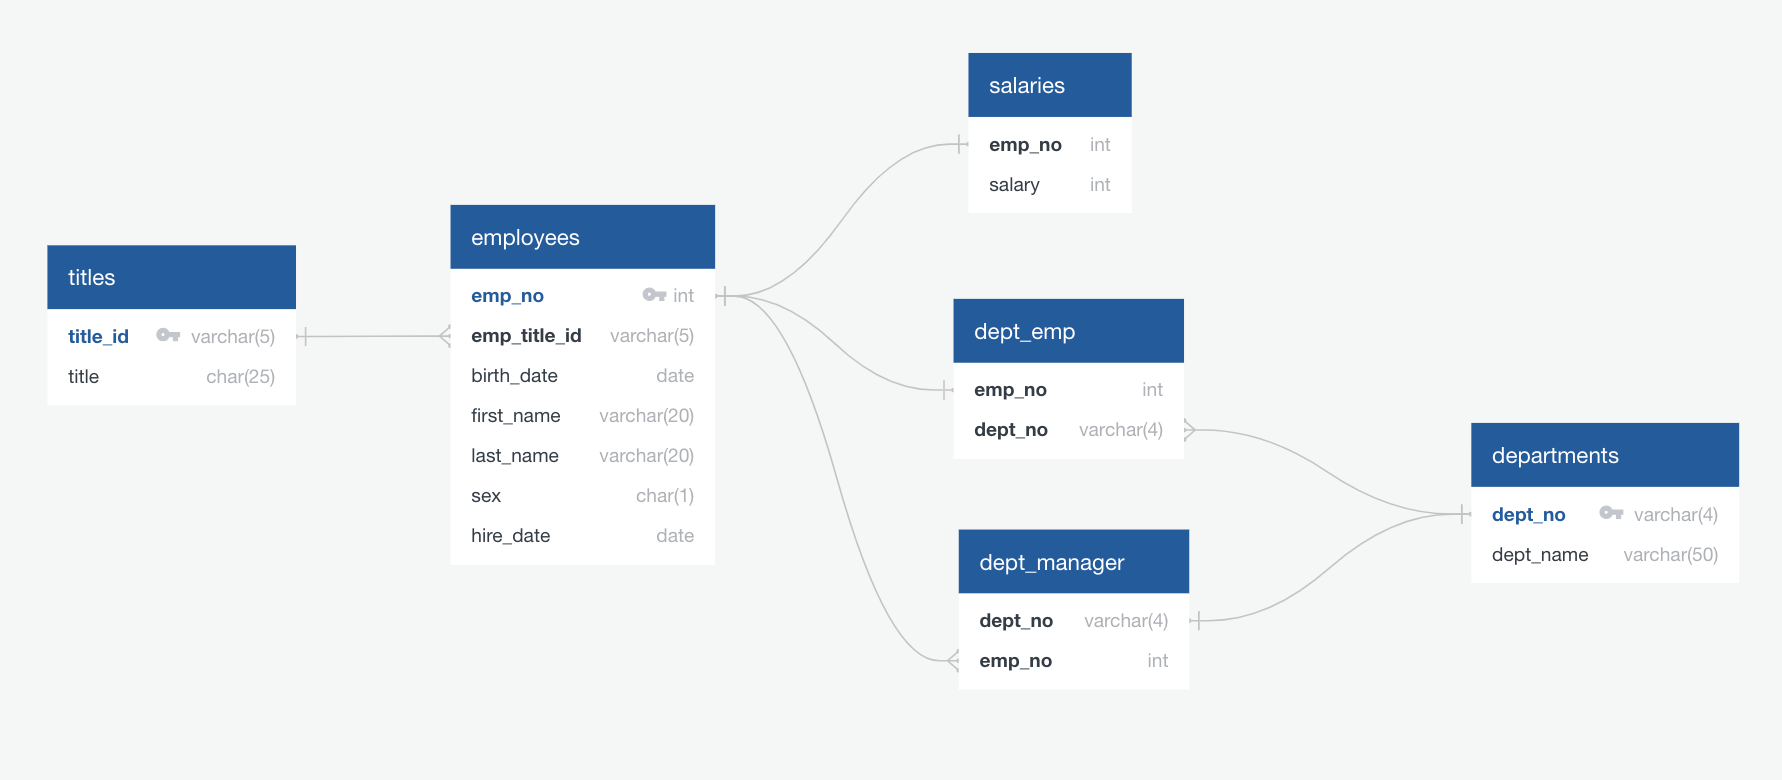 titles
title_id varchar(5)
title char(25)
employees
emp_no int
emp_title_id varchar(5)
birth_date date
first_name varchar(20)
last_name varchar(20)
sex char(1)
hire_date date
salaries
emp_no int
salary int
dept_emp
emp_no int
dept_no varchar(4)
dept_manager
dept_no varchar(4)
emp_no int
departments
dept_no varchar(4)
dept_name varchar(50)